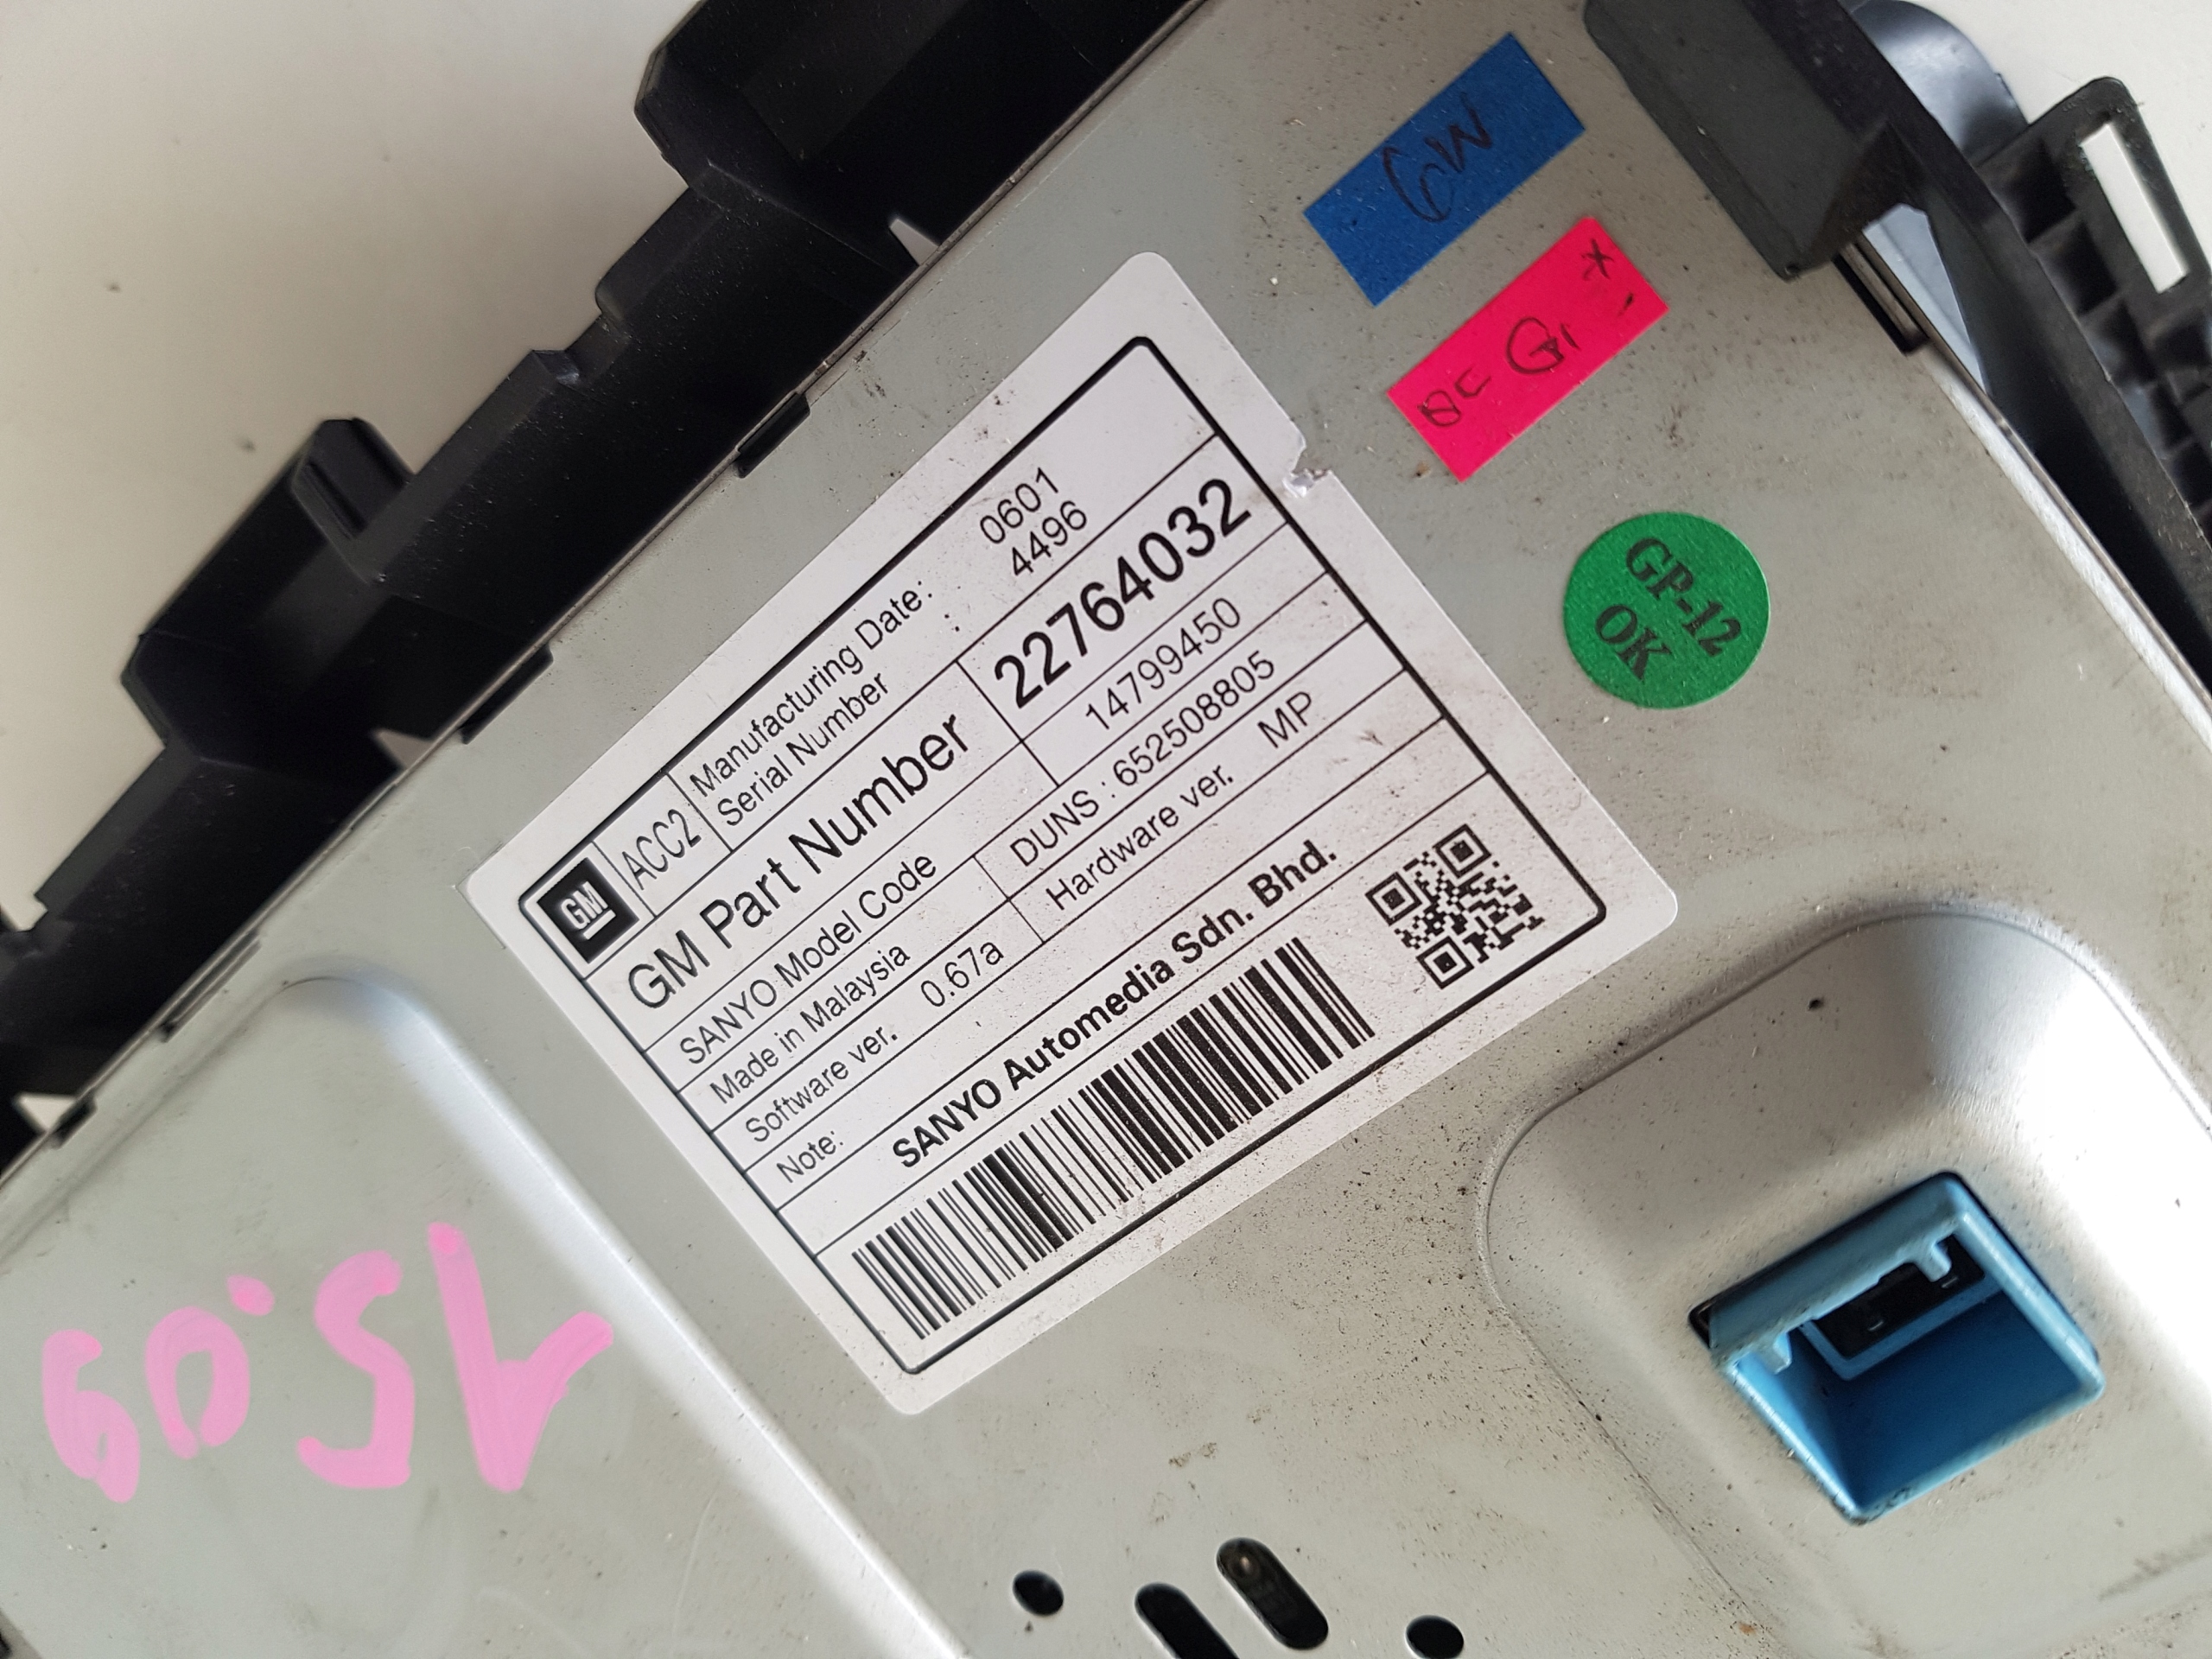 GM
ACC2
Manufacturing Date: 0601
Serial Number : 4496
GM Part Number 22764032
SANYO Model Code 14799450
Made in Malaysia DUNS : 652508805
Software ver. 0.67a Hardware ver. MP
Note:
SANYO Automedia Sdn. Bhd.
GW
GP-12
OK
15.09